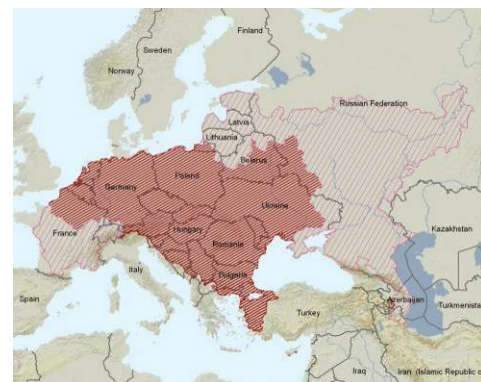 Finland
Sweden
Norway
Russian Federation
Latvia
Lithuania
Belarus
Poland
Germany
Ukraine
Kazakhstan
France
Hungary
Romania
Italy
Bulgaria
Spain
Azerbaijan
Turkmenista
Turkey
Iraq
Iran (Islamic Republic o